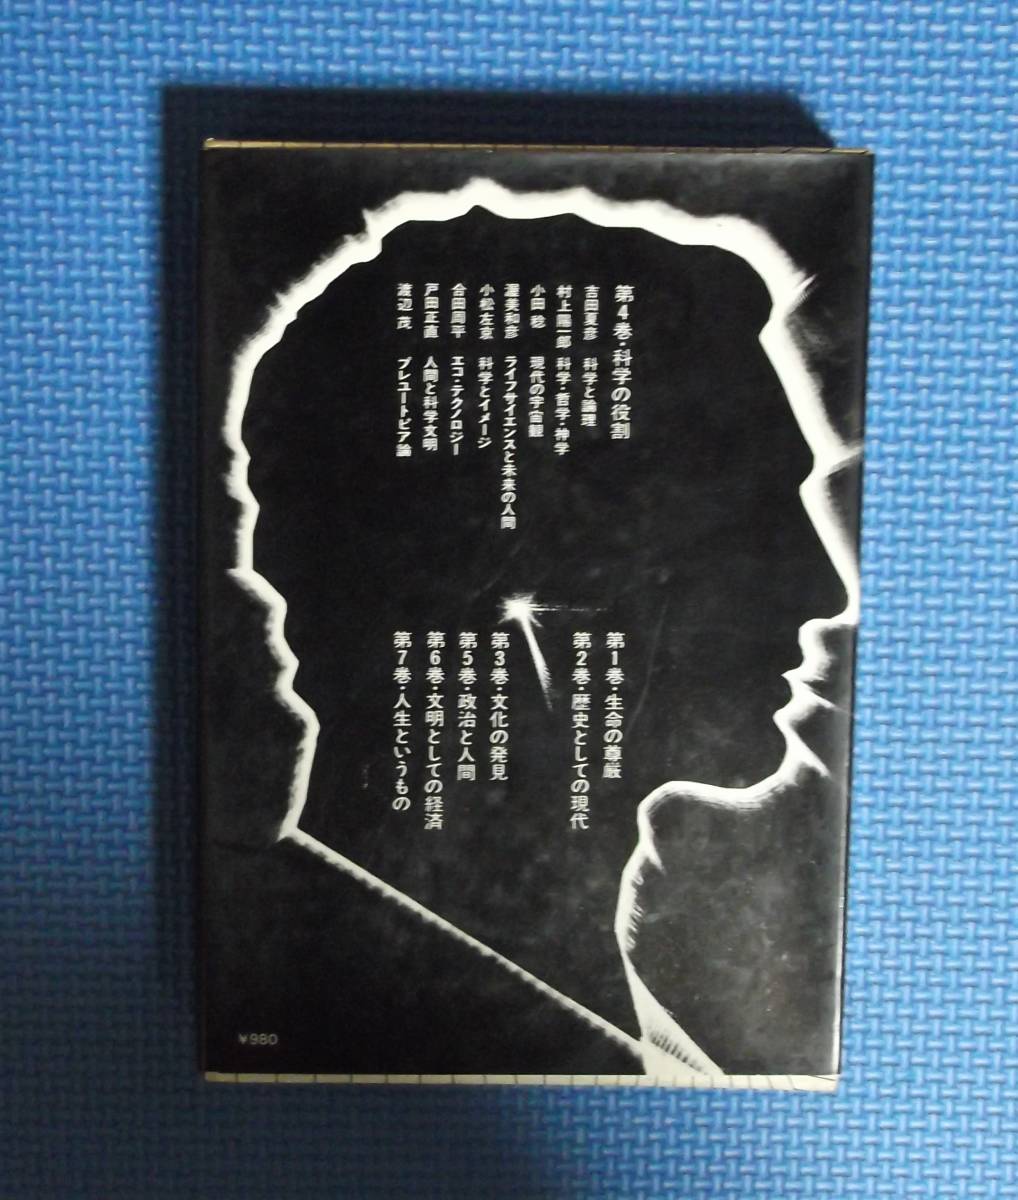 第4巻・科学の役割
吉田夏彦 科学と論理
村上陽一郎 科学・哲学・神学
小田 稔 現代の宇宙観
渥美和彦 ライフサイエンスと未来の人間
小松左京 科学とイメージ
合田周平 エコ・テクノロジー
戸田正直 人間と科学文明
渡辺 茂 プレユートピア論
第1巻・生命の尊厳
第2巻・歴史としての現代
第3巻・文化の発見
第5巻・政治と人間
第6巻・文明としての経済
第7巻・人生というもの
¥980